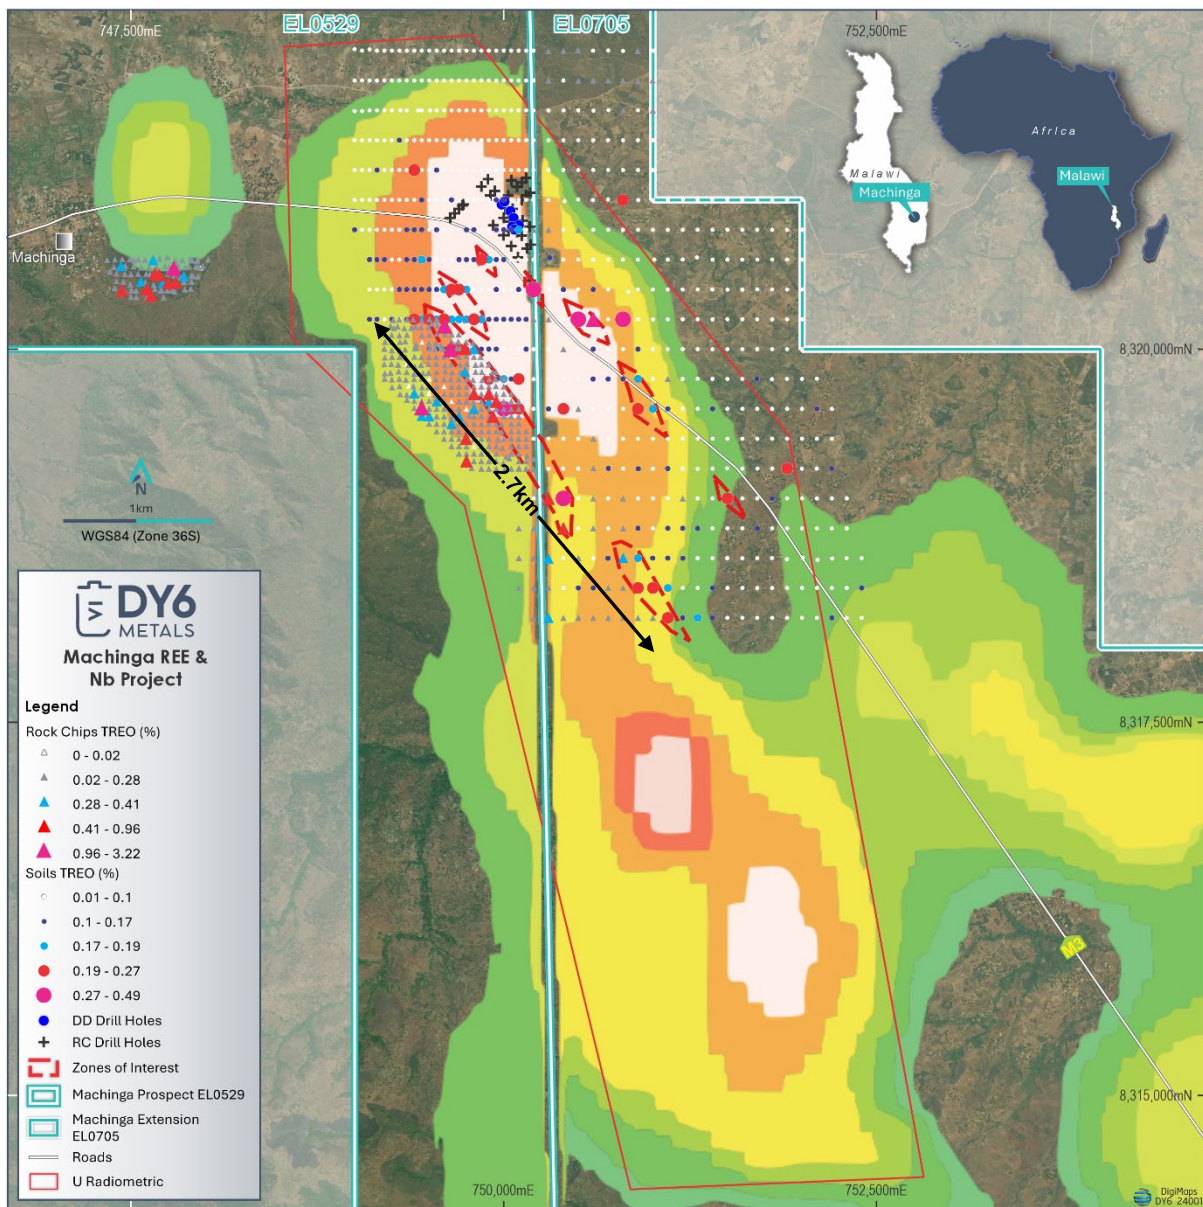 747,500mE
EL0529
EL0705
752,500mE
Africa
Malawi
Machinga
Malawi
Machinga
8,320,000mN
2.7km
N
1km
WGS84 (Zone 36S)
DY6
METALS
Machinga REE &
Nb Project
Legend
Rock Chips TREO (%)
0 - 0.02
0.02 - 0.28
0.28 - 0.41
0.41 - 0.96
0.96 - 3.22
Soils TREO (%)
0.01 - 0.1
0.1 - 0.17
0.17 - 0.19
0.19 - 0.27
0.27 - 0.49
DD Drill Holes
RC Drill Holes
Zones of Interest
Machinga Prospect EL0529
Machinga Extension
EL0705
Roads
U Radiometric
8,317,500mN
M3
8,315,000mN
750,000mE
752,500mE
DigiMaps
DY6_24001